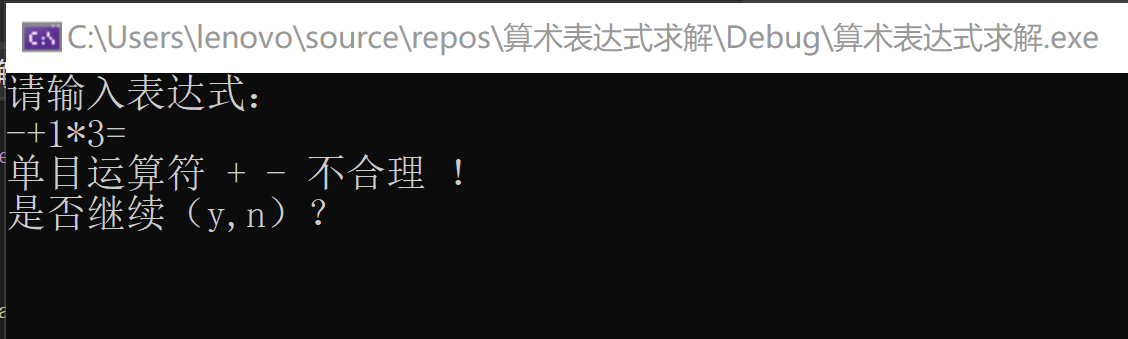 C:\Users\lenovo\source\repos\算术表达式求解\Debug\算术表达式求解.exe
请输入表达式：
-+1*3=
单目运算符 + - 不合理 ！
是否继续（y,n）？